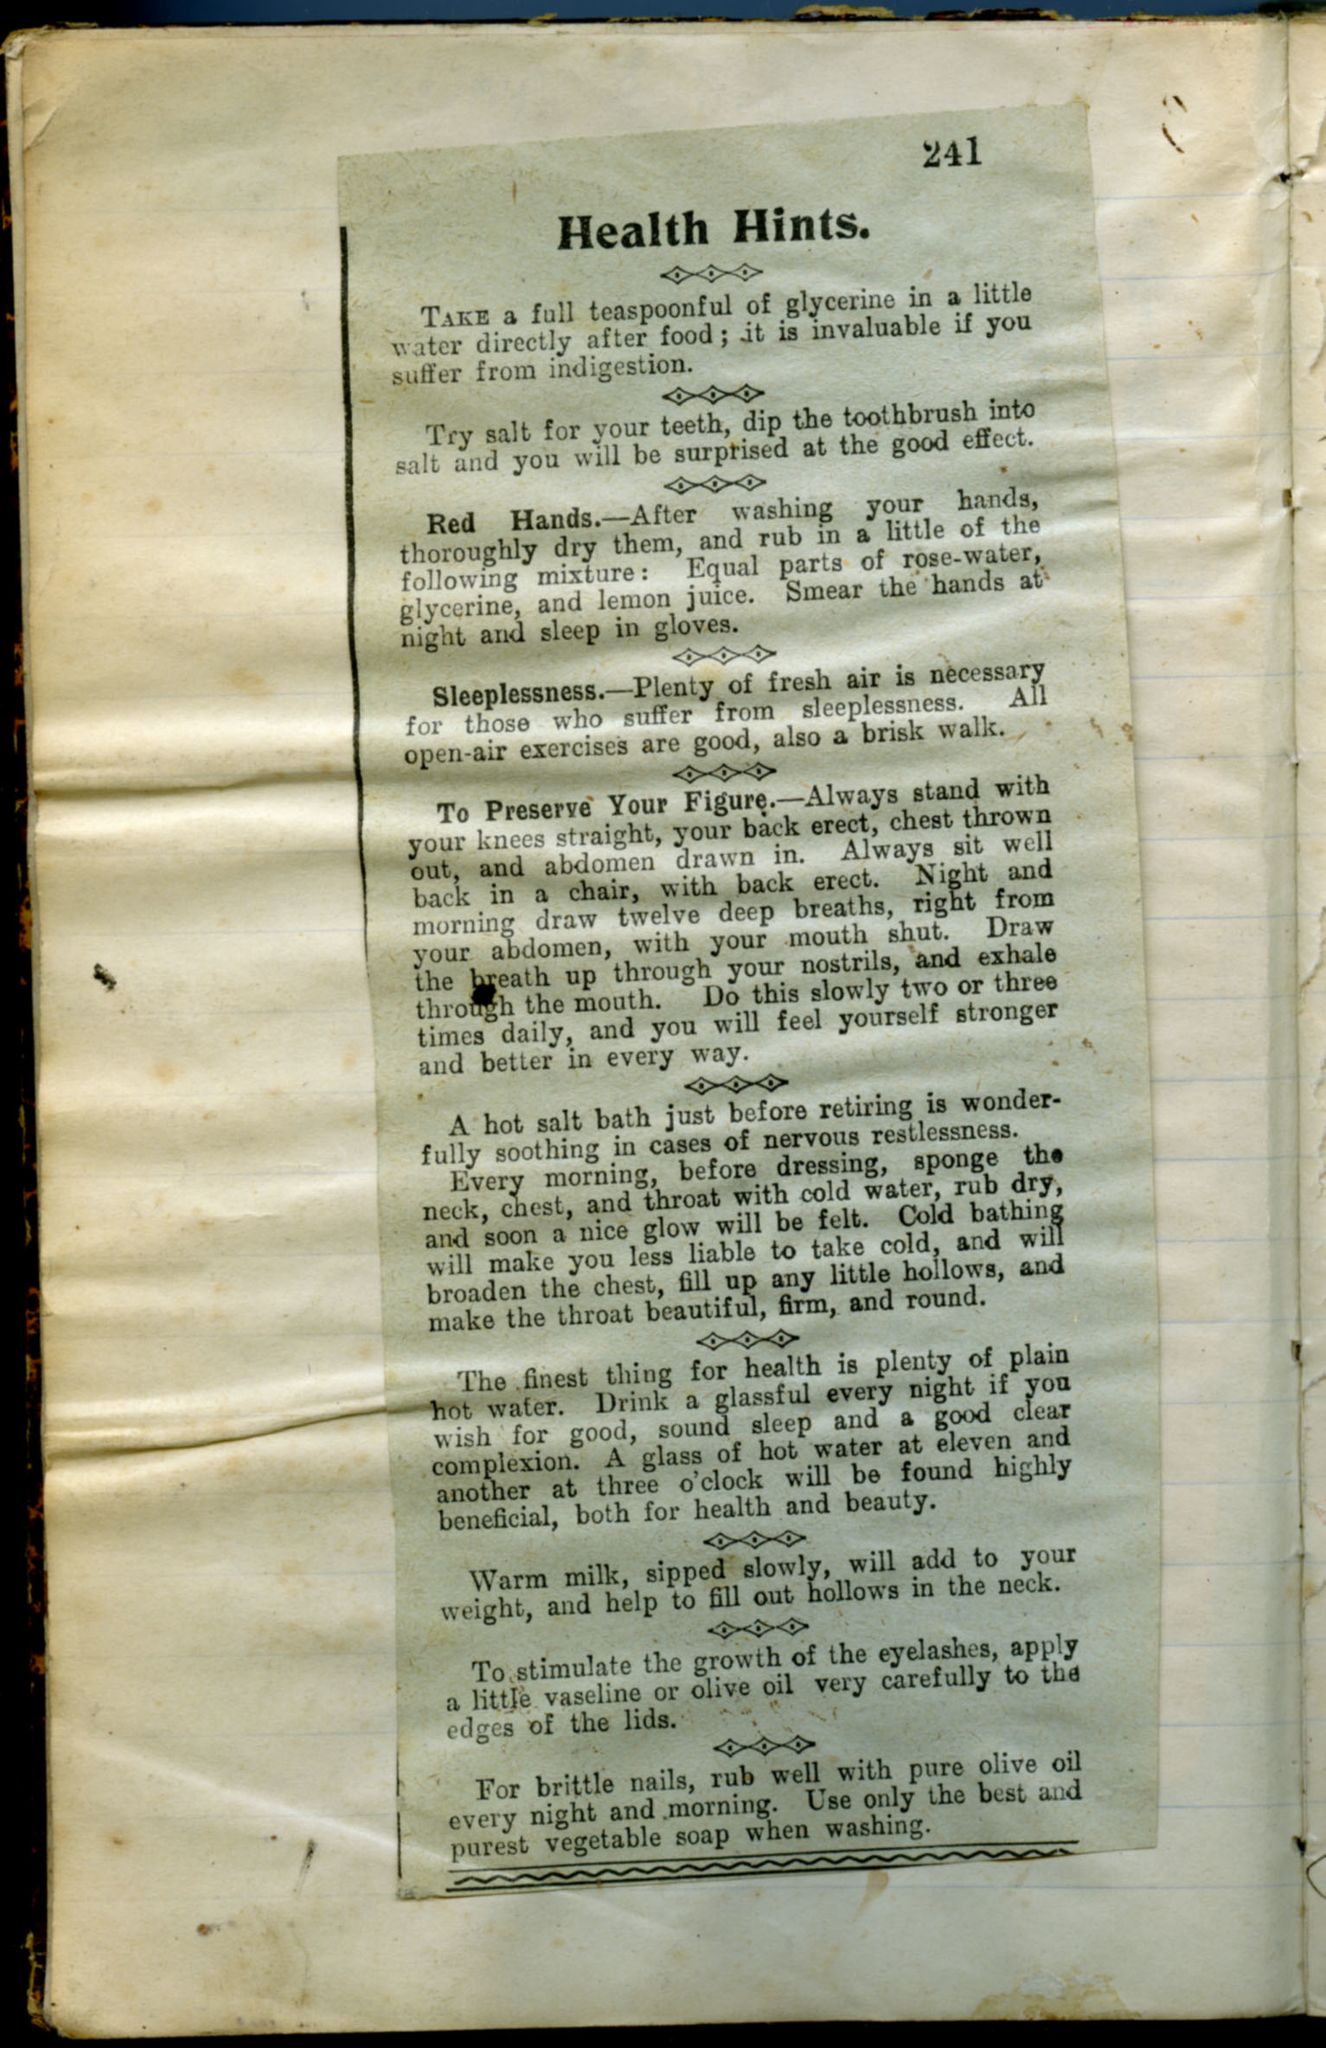 241
Health Hints.
TAKE a full teaspoonful of glycerine in a little
water directly after food; it is invaluable if you
suffer from indigestion.
Try salt for your teeth, dip the toothbrush into
salt and you will be surprised at the good effect.
Red Hands.—After washing your hands,
thoroughly dry them, and rub in a little of the
following mixture: Equal parts of rose-water,
glycerine, and lemon juice. Smear the hands at
night and sleep in gloves.
Sleeplessness.—Plenty of fresh air is necessary
for those who suffer from sleeplessness. All
open-air exercises are good, also a brisk walk.
To Preserve Your Figure.—Always stand with
your knees straight, your back erect, chest thrown
out, and abdomen drawn in. Always sit well
back in a chair, with back erect. Night and
morning draw twelve deep breaths, right from
your abdomen, with your mouth shut. Draw
the breath up through your nostrils, and exhale
through the mouth. Do this slowly two or three
times daily, and you will feel yourself stronger
and better in every way.
A hot salt bath just before retiring is wonder-
fully soothing in cases of nervous restlessness.
Every morning, before dressing, sponge the
neck, chest, and throat with cold water, rub dry,
and soon a nice glow will be felt. Cold bathing
will make you less liable to take cold, and will
broaden the chest, fill up any little hollows, and
make the throat beautiful, firm, and round.
The finest thing for health is plenty of plain
hot water. Drink a glassful every night if you
wish for good, sound sleep and a good clear
complexion. A glass of hot water at eleven and
another at three o'clock will be found highly
beneficial, both for health and beauty.
Warm milk, sipped slowly, will add to your
weight, and help to fill out hollows in the neck.
To stimulate the growth of the eyelashes, apply
a little vaseline or olive oil very carefully to the
edges of the lids.
For brittle nails, rub well with pure olive oil
every night and morning. Use only the best and
purest vegetable soap when washing.